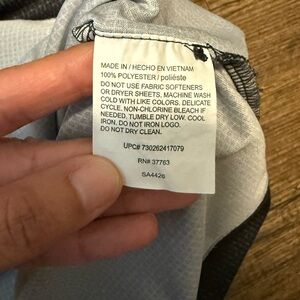 MADE IN / HECHO EN VIETNAM
100% POLYESTER / poliéste
DO NOT USE FABRIC SOFTENERS
OR DRYER SHEETS. MACHINE WASH
COLD WITH LIKE COLORS. DELICATE
CYCLE. NON-CHLORINE BLEACH IF
NEEDED. TUMBLE DRY LOW. COOL
IRON. DO NOT IRON LOGO.
DO NOT DRY CLEAN.
UPC# 730262417079
RN# 37763
SA4426